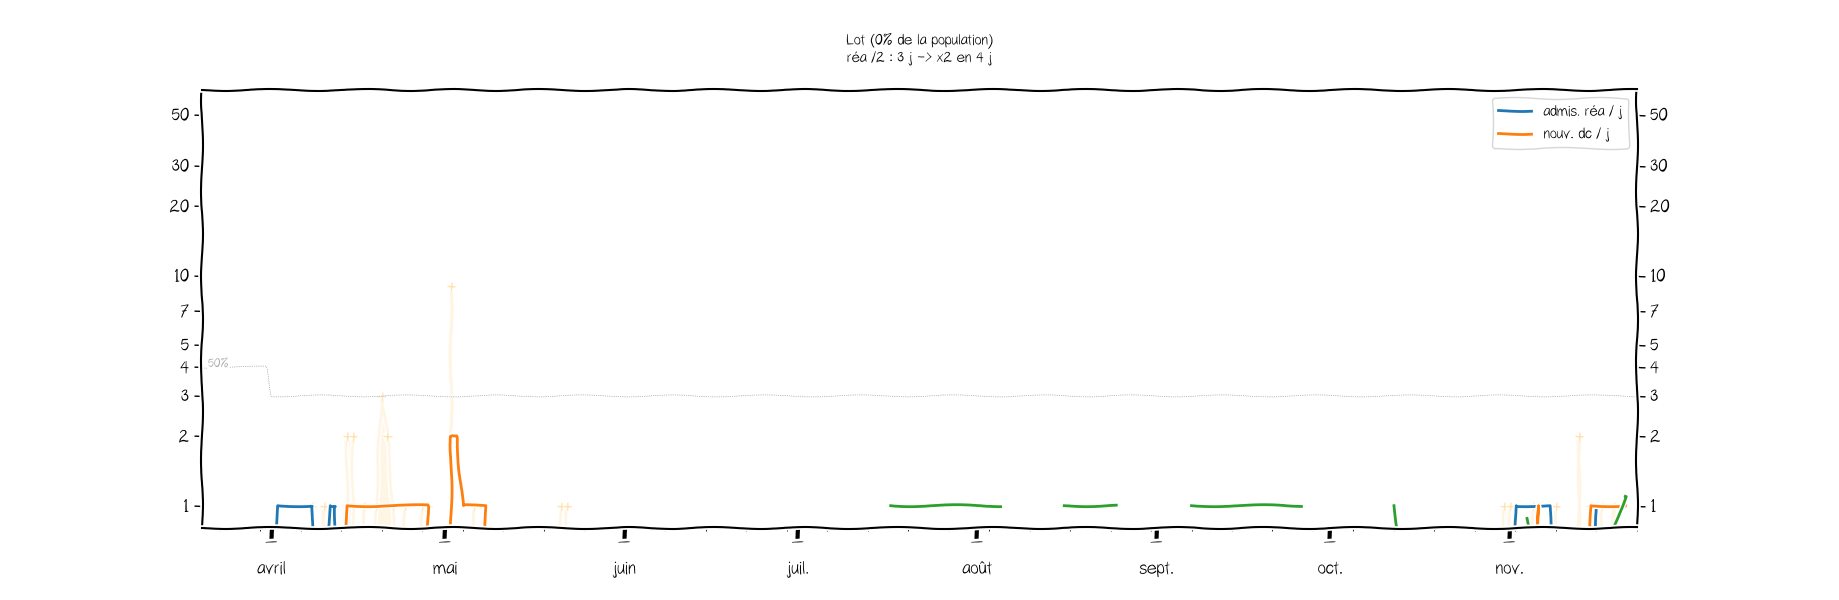 Lot (0% de la population)
réa /2 : 3 j -> x2 en 4 j
admis. réa / j
nouv. dc / j
50 50
30 30
20 20
10 10
7 7
5 5
4 50% 4
3 3
2 2
1 1
avril mai juin juil. août sept. oct. nov.